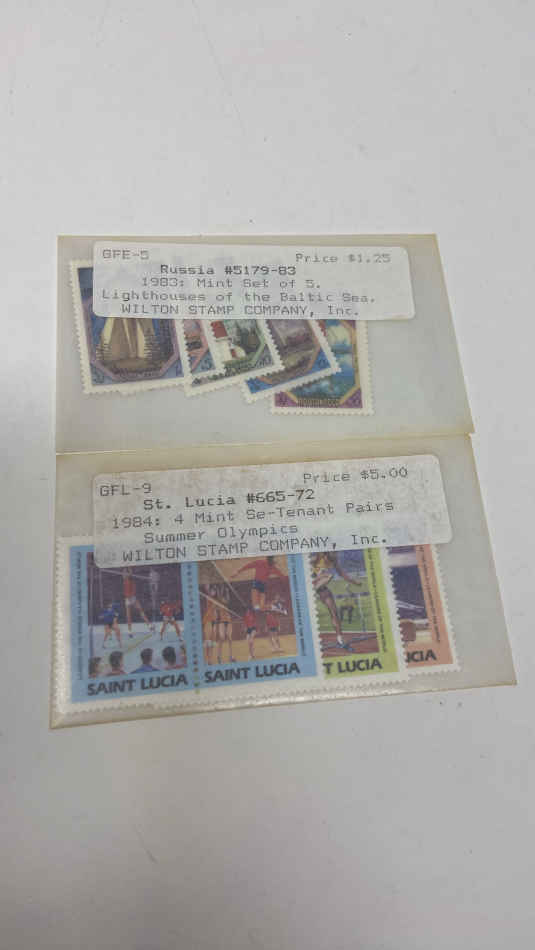 GFE-5 Price $1.25
Russia #5179-83
1983: Mint Set of 5.
Lighthouses of the Baltic Sea.
WILTON STAMP COMPANY, Inc.
GFL-9 Price $5.00
St. Lucia #665-72
1984: 4 Mint Se-Tenant Pairs
Summer Olympics
WILTON STAMP COMPANY, Inc.
SAINT LUCIA
SAINT LUCIA
T LUCIA
CIA